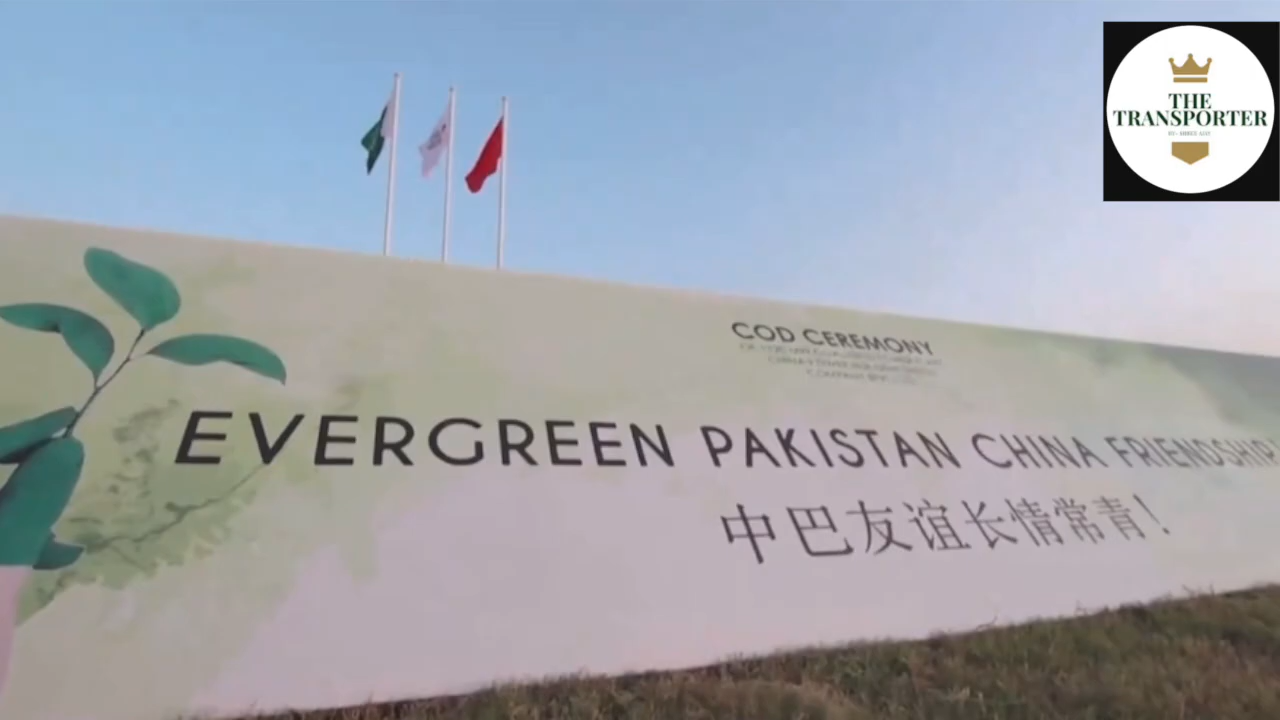 THE
TRANSPORTER
COD CEREMONY
EVERGREEN PAKISTAN CHINA FRIENDSHIP!
中巴友谊长情常青！